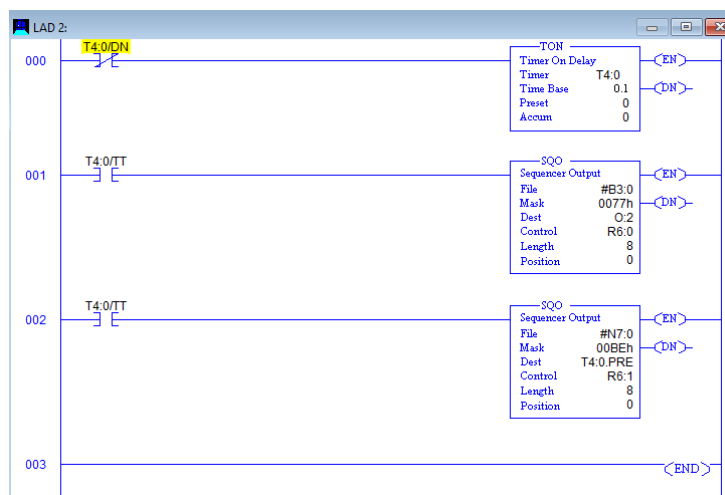 LAD 2:
T4:0/DN
000
TON
Timer On Delay
Timer T4:0
Time Base 0.1
Preset 0
Accum 0
EN
DN
T4:0/TT
001
SQO
Sequencer Output
File #B3:0
Mask 0077h
Dest O:2
Control R6:0
Length 8
Position 0
EN
DN
T4:0/TT
002
SQO
Sequencer Output
File #N7:0
Mask 00BEh
Dest T4:0.PRE
Control R6:1
Length 8
Position 0
EN
DN
003
END